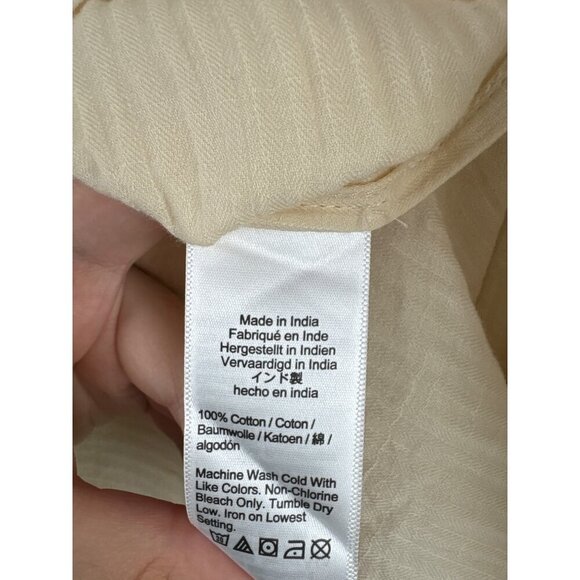 Made in India
Fabriqué en Inde
Hergestellt in Indien
Vervaardigd in India
インド製
hecho en india
100% Cotton / Coton /
Baumwolle / Katoen / 綿 /
algodón
Machine Wash Cold With
Like Colors. Non-Chlorine
Bleach Only. Tumble Dry
Low. Iron on Lowest
Setting.
30